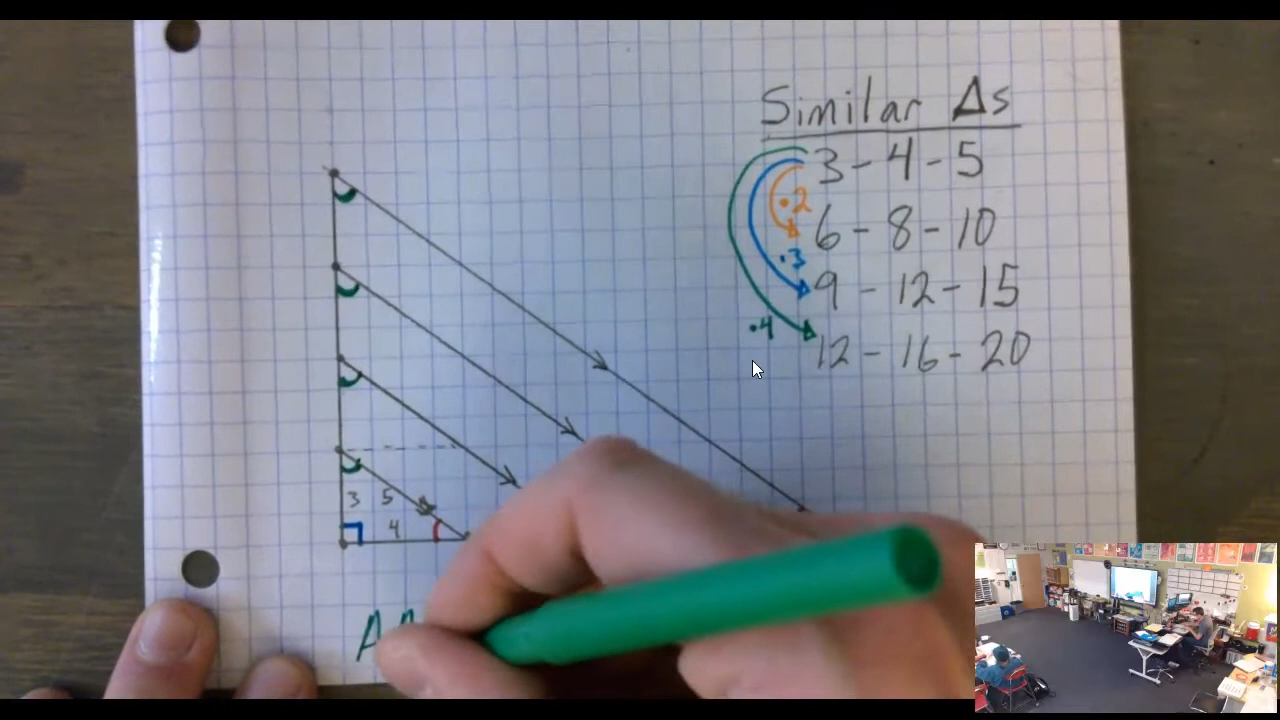 Similar Δs
3 - 4 - 5
·2
6 - 8 - 10
·3
9 - 12 - 15
·4
12 - 16 - 20
3 5
4